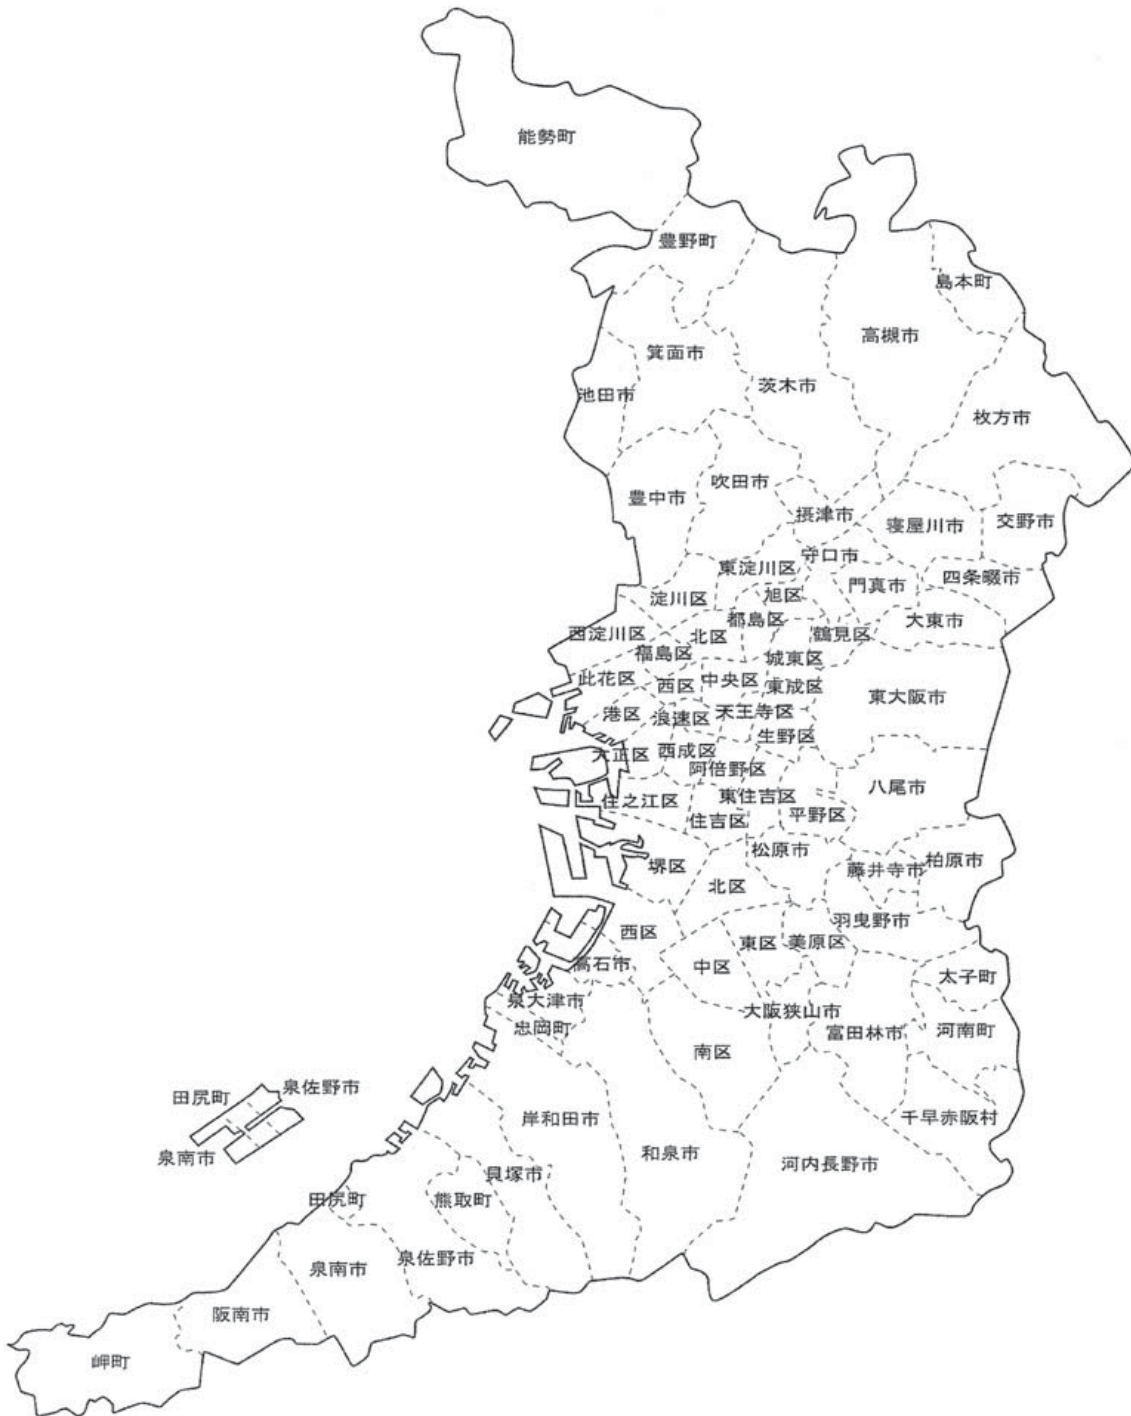 能勢町
豊野町
島本町
高槻市
箕面市
茨木市
池田市
枚方市
吹田市
豊中市
摂津市
寝屋川市
交野市
守口市
東淀川区
四条畷市
門真市
淀川区
旭区
都島区
大東市
西淀川区
北区
鶴見区
福島区
城東区
此花区
西区
中央区
東成区
東大阪市
港区
浪速区
天王寺区
生野区
大正区
西成区
阿倍野区
八尾市
住之江区
東住吉区
平野区
住吉区
松原市
堺区
藤井寺市
柏原市
北区
羽曳野市
西区
東区
美原区
高石市
中区
太子町
泉大津市
大阪狭山市
忠岡町
富田林市
河南町
南区
泉佐野市
田尻町
岸和田市
千早赤阪村
泉南市
和泉市
河内長野市
貝塚市
田尻町
熊取町
泉佐野市
泉南市
阪南市
岬町